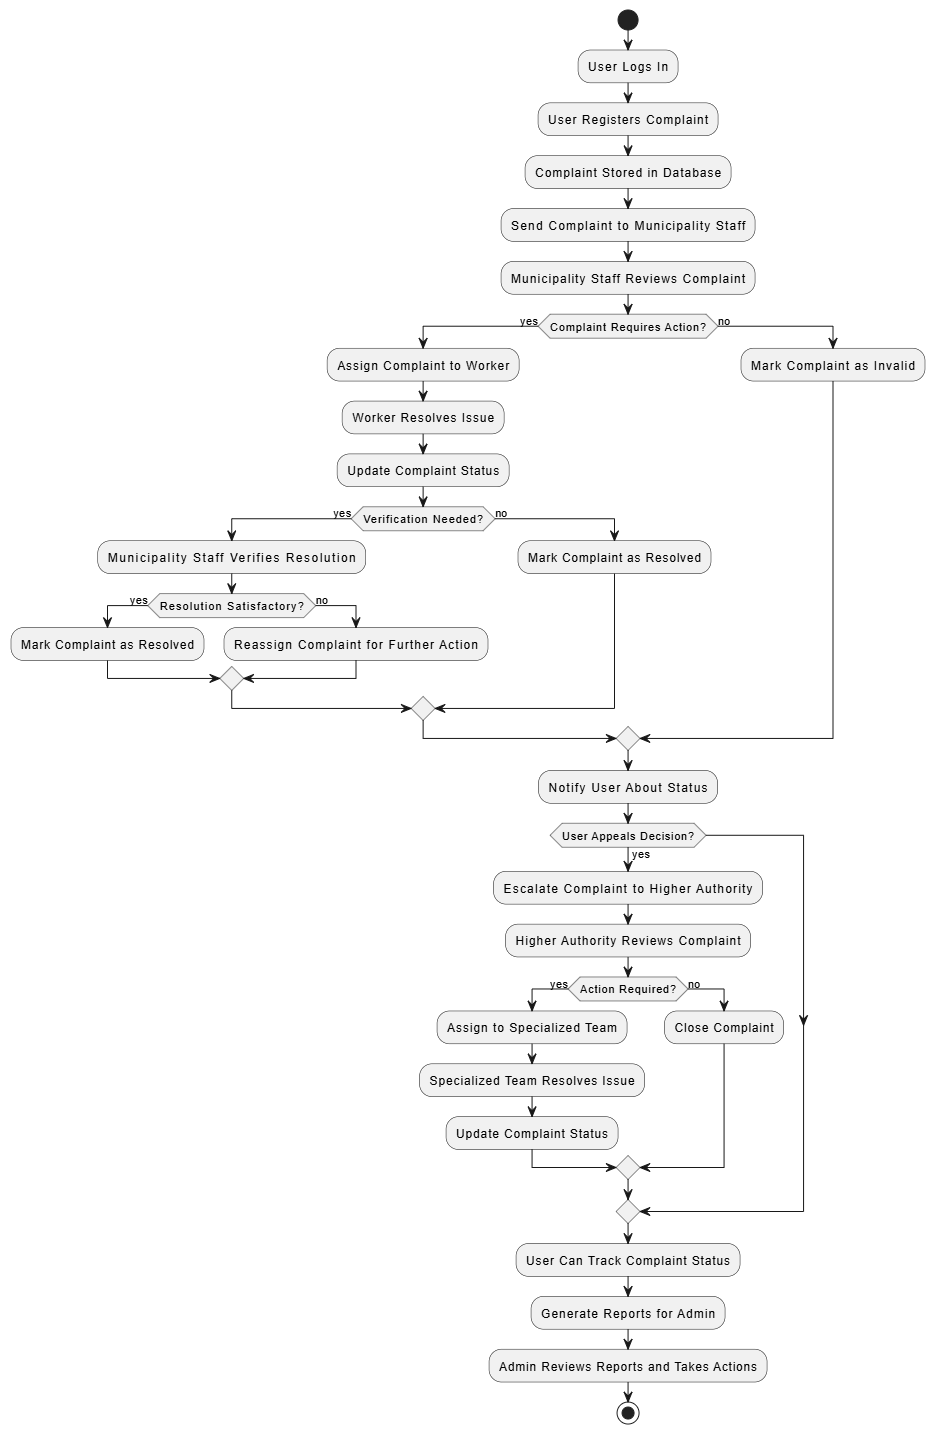 User Logs In
User Registers Complaint
Complaint Stored in Database
Send Complaint to Municipality Staff
Municipality Staff Reviews Complaint
yes
Complaint Requires Action?
no
Assign Complaint to Worker
Mark Complaint as Invalid
Worker Resolves Issue
Update Complaint Status
yes
Verification Needed?
no
Municipality Staff Verifies Resolution
Mark Complaint as Resolved
yes
Resolution Satisfactory?
no
Mark Complaint as Resolved
Reassign Complaint for Further Action
Notify User About Status
User Appeals Decision?
yes
Escalate Complaint to Higher Authority
Higher Authority Reviews Complaint
yes
Action Required?
no
Assign to Specialized Team
Close Complaint
Specialized Team Resolves Issue
Update Complaint Status
User Can Track Complaint Status
Generate Reports for Admin
Admin Reviews Reports and Takes Actions